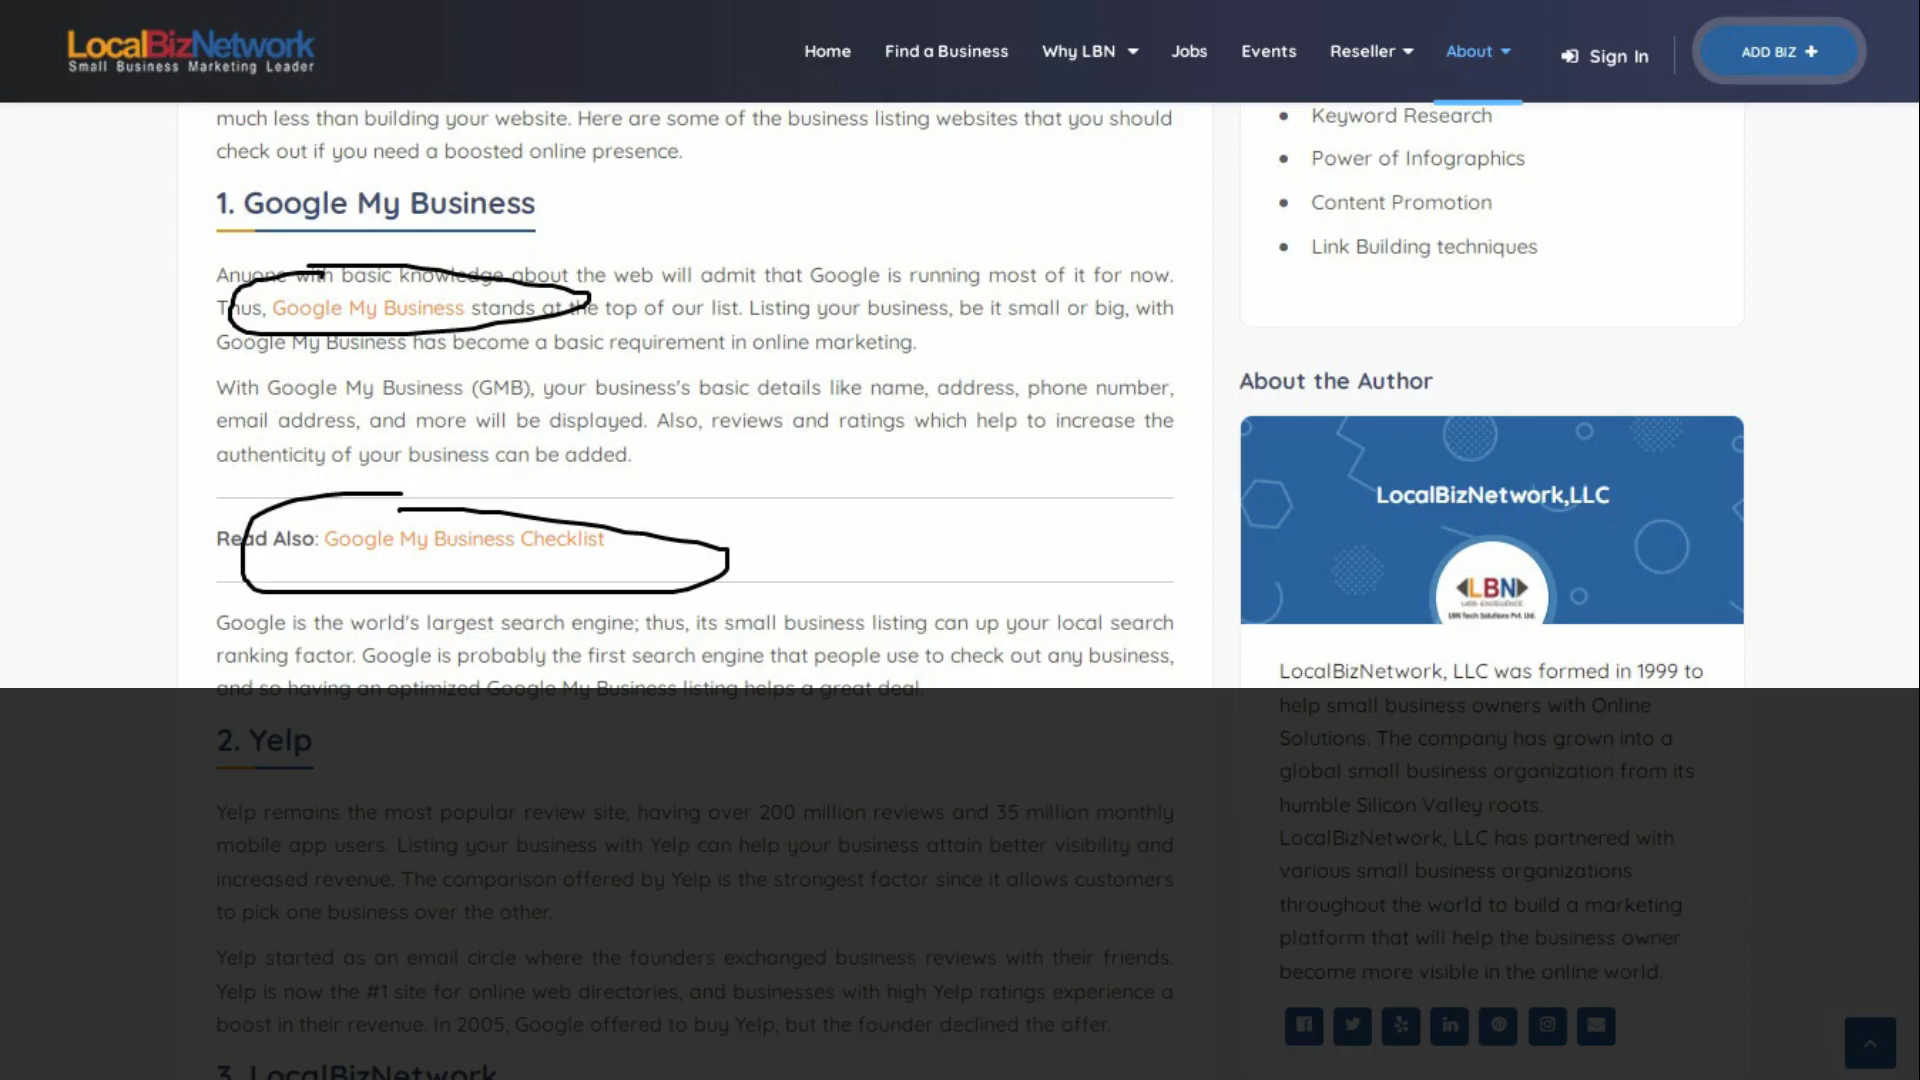 LocalBizNetwork
Small Business Marketing Leader
Home
Find a Business
Why LBN
Jobs
Events
Reseller
About
Sign In
ADD BIZ +
much less than building your website. Here are some of the business listing websites that you should
check out if you need a boosted online presence.
1. Google My Business
Anyone with basic knowledge about the web will admit that Google is running most of it for now.
Thus, Google My Business stands at the top of our list. Listing your business, be it small or big, with
Google My Business has become a basic requirement in online marketing.
With Google My Business (GMB), your business's basic details like name, address, phone number,
email address, and more will be displayed. Also, reviews and ratings which help to increase the
authenticity of your business can be added.
Read Also: Google My Business Checklist
Google is the world's largest search engine; thus, its small business listing can up your local search
ranking factor. Google is probably the first search engine that people use to check out any business,
and so having an optimized Google My Business listing helps a great deal.
2. Yelp
Yelp remains the most popular review site, having over 200 million reviews and 35 million monthly
mobile app users. Listing your business with Yelp can help your business attain better visibility and
increased revenue. The comparison offered by Yelp is the strongest factor since it allows customers
to pick one business over the other.
Yelp started as an email circle where the founders exchanged business reviews with their friends.
Yelp is now the #1 site for online web directories, and businesses with high Yelp ratings experience a
boost in their revenue. In 2005, Google offered to buy Yelp, but the founder declined the offer.
3. LocalBizNetwork
• Keyword Research
• Power of Infographics
• Content Promotion
• Link Building techniques
About the Author
LocalBizNetwork,LLC
LBN
WEB EXCELLENCE
LBN Tech Solutions Pvt. Ltd.
LocalBizNetwork, LLC was formed in 1999 to
help small business owners with Online
Solutions. The company has grown into a
global small business organization from its
humble Silicon Valley roots.
LocalBizNetwork, LLC has partnered with
various small business organizations
throughout the world to build a marketing
platform that will help the business owner
become more visible in the online world.